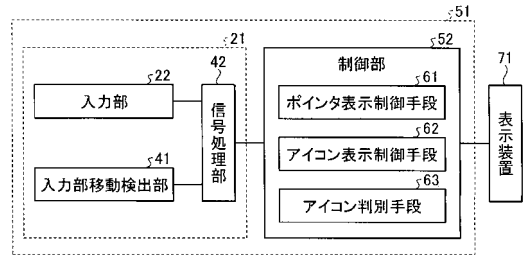 51
21
52
22
42
制御部
71
入力部
信号処理部
61
ポインタ表示制御手段
表示装置
62
アイコン表示制御手段
41
入力部移動検出部
63
アイコン判別手段